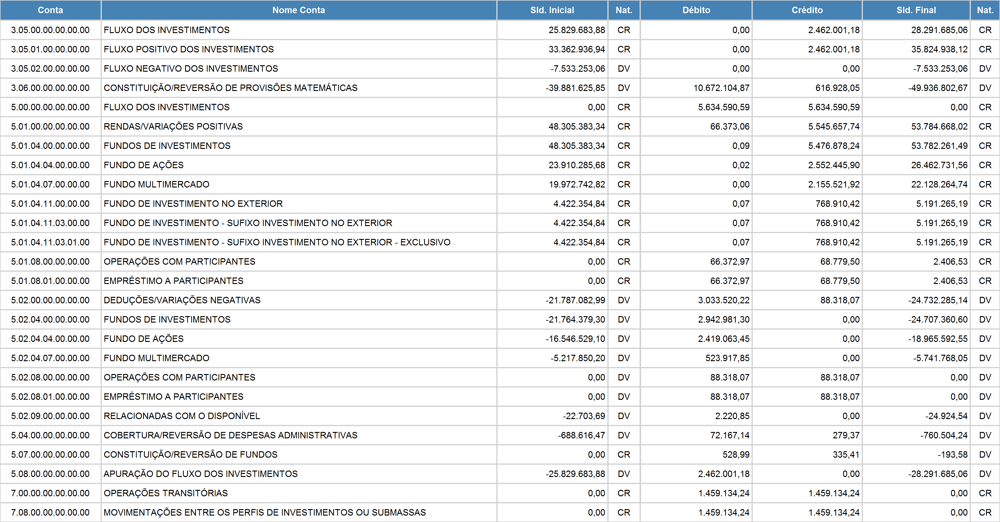 Conta Nome Conta Sld. Inicial Nat. Débito Crédito Sld. Final Nat.
3.05.00.00.00.00.00 FLUXO DOS INVESTIMENTOS 25.829.683,88 CR 0,00 2.462.001,18 28.291.685,06 CR
3.05.01.00.00.00.00 FLUXO POSITIVO DOS INVESTIMENTOS 33.362.936,94 CR 0,00 2.462.001,18 35.824.938,12 CR
3.05.02.00.00.00.00 FLUXO NEGATIVO DOS INVESTIMENTOS -7.533.253,06 DV 0,00 0,00 -7.533.253,06 DV
3.06.00.00.00.00.00 CONSTITUIÇÃO/REVERSÃO DE PROVISÕES MATEMÁTICAS -39.881.625,85 DV 10.672.104,87 616.928,05 -49.936.802,67 DV
5.00.00.00.00.00.00 FLUXO DOS INVESTIMENTOS 0,00 CR 5.634.590,59 5.634.590,59 0,00 CR
5.01.00.00.00.00.00 RENDAS/VARIAÇÕES POSITIVAS 48.305.383,34 CR 66.373,06 5.545.657,74 53.784.668,02 CR
5.01.04.00.00.00.00 FUNDOS DE INVESTIMENTOS 48.305.383,34 CR 0,09 5.476.878,24 53.782.261,49 CR
5.01.04.04.00.00.00 FUNDO DE AÇÕES 23.910.285,68 CR 0,02 2.552.445,90 26.462.731,56 CR
5.01.04.07.00.00.00 FUNDO MULTIMERCADO 19.972.742,82 CR 0,00 2.155.521,92 22.128.264,74 CR
5.01.04.11.00.00.00 FUNDO DE INVESTIMENTO NO EXTERIOR 4.422.354,84 CR 0,07 768.910,42 5.191.265,19 CR
5.01.04.11.03.00.00 FUNDO DE INVESTIMENTO - SUFIXO INVESTIMENTO NO EXTERIOR 4.422.354,84 CR 0,07 768.910,42 5.191.265,19 CR
5.01.04.11.03.01.00 FUNDO DE INVESTIMENTO - SUFIXO INVESTIMENTO NO EXTERIOR - EXCLUSIVO 4.422.354,84 CR 0,07 768.910,42 5.191.265,19 CR
5.01.08.00.00.00.00 OPERAÇÕES COM PARTICIPANTES 0,00 CR 66.372,97 68.779,50 2.406,53 CR
5.01.08.01.00.00.00 EMPRÉSTIMO A PARTICIPANTES 0,00 CR 66.372,97 68.779,50 2.406,53 CR
5.02.00.00.00.00.00 DEDUÇÕES/VARIAÇÕES NEGATIVAS -21.787.082,99 DV 3.033.520,22 88.318,07 -24.732.285,14 DV
5.02.04.00.00.00.00 FUNDOS DE INVESTIMENTOS -21.764.379,30 DV 2.942.981,30 0,00 -24.707.360,60 DV
5.02.04.04.00.00.00 FUNDO DE AÇÕES -16.546.529,10 DV 2.419.063,45 0,00 -18.965.592,55 DV
5.02.04.07.00.00.00 FUNDO MULTIMERCADO -5.217.850,20 DV 523.917,85 0,00 -5.741.768,05 DV
5.02.08.00.00.00.00 OPERAÇÕES COM PARTICIPANTES 0,00 DV 88.318,07 88.318,07 0,00 DV
5.02.08.01.00.00.00 EMPRÉSTIMO A PARTICIPANTES 0,00 DV 88.318,07 88.318,07 0,00 DV
5.02.09.00.00.00.00 RELACIONADAS COM O DISPONÍVEL -22.703,69 DV 2.220,85 0,00 -24.924,54 DV
5.04.00.00.00.00.00 COBERTURA/REVERSÃO DE DESPESAS ADMINISTRATIVAS -688.616,47 DV 72.167,14 279,37 -760.504,24 DV
5.07.00.00.00.00.00 CONSTITUIÇÃO/REVERSÃO DE FUNDOS 0,00 CR 528,99 335,41 -193,58 DV
5.08.00.00.00.00.00 APURAÇÃO DO FLUXO DOS INVESTIMENTOS -25.829.683,88 DV 2.462.001,18 0,00 -28.291.685,06 DV
7.00.00.00.00.00.00 OPERAÇÕES TRANSITÓRIAS 0,00 CR 1.459.134,24 1.459.134,24 0,00 CR
7.08.00.00.00.00.00 MOVIMENTAÇÕES ENTRE OS PERFIS DE INVESTIMENTOS OU SUBMASSAS 0,00 CR 1.459.134,24 1.459.134,24 0,00 CR